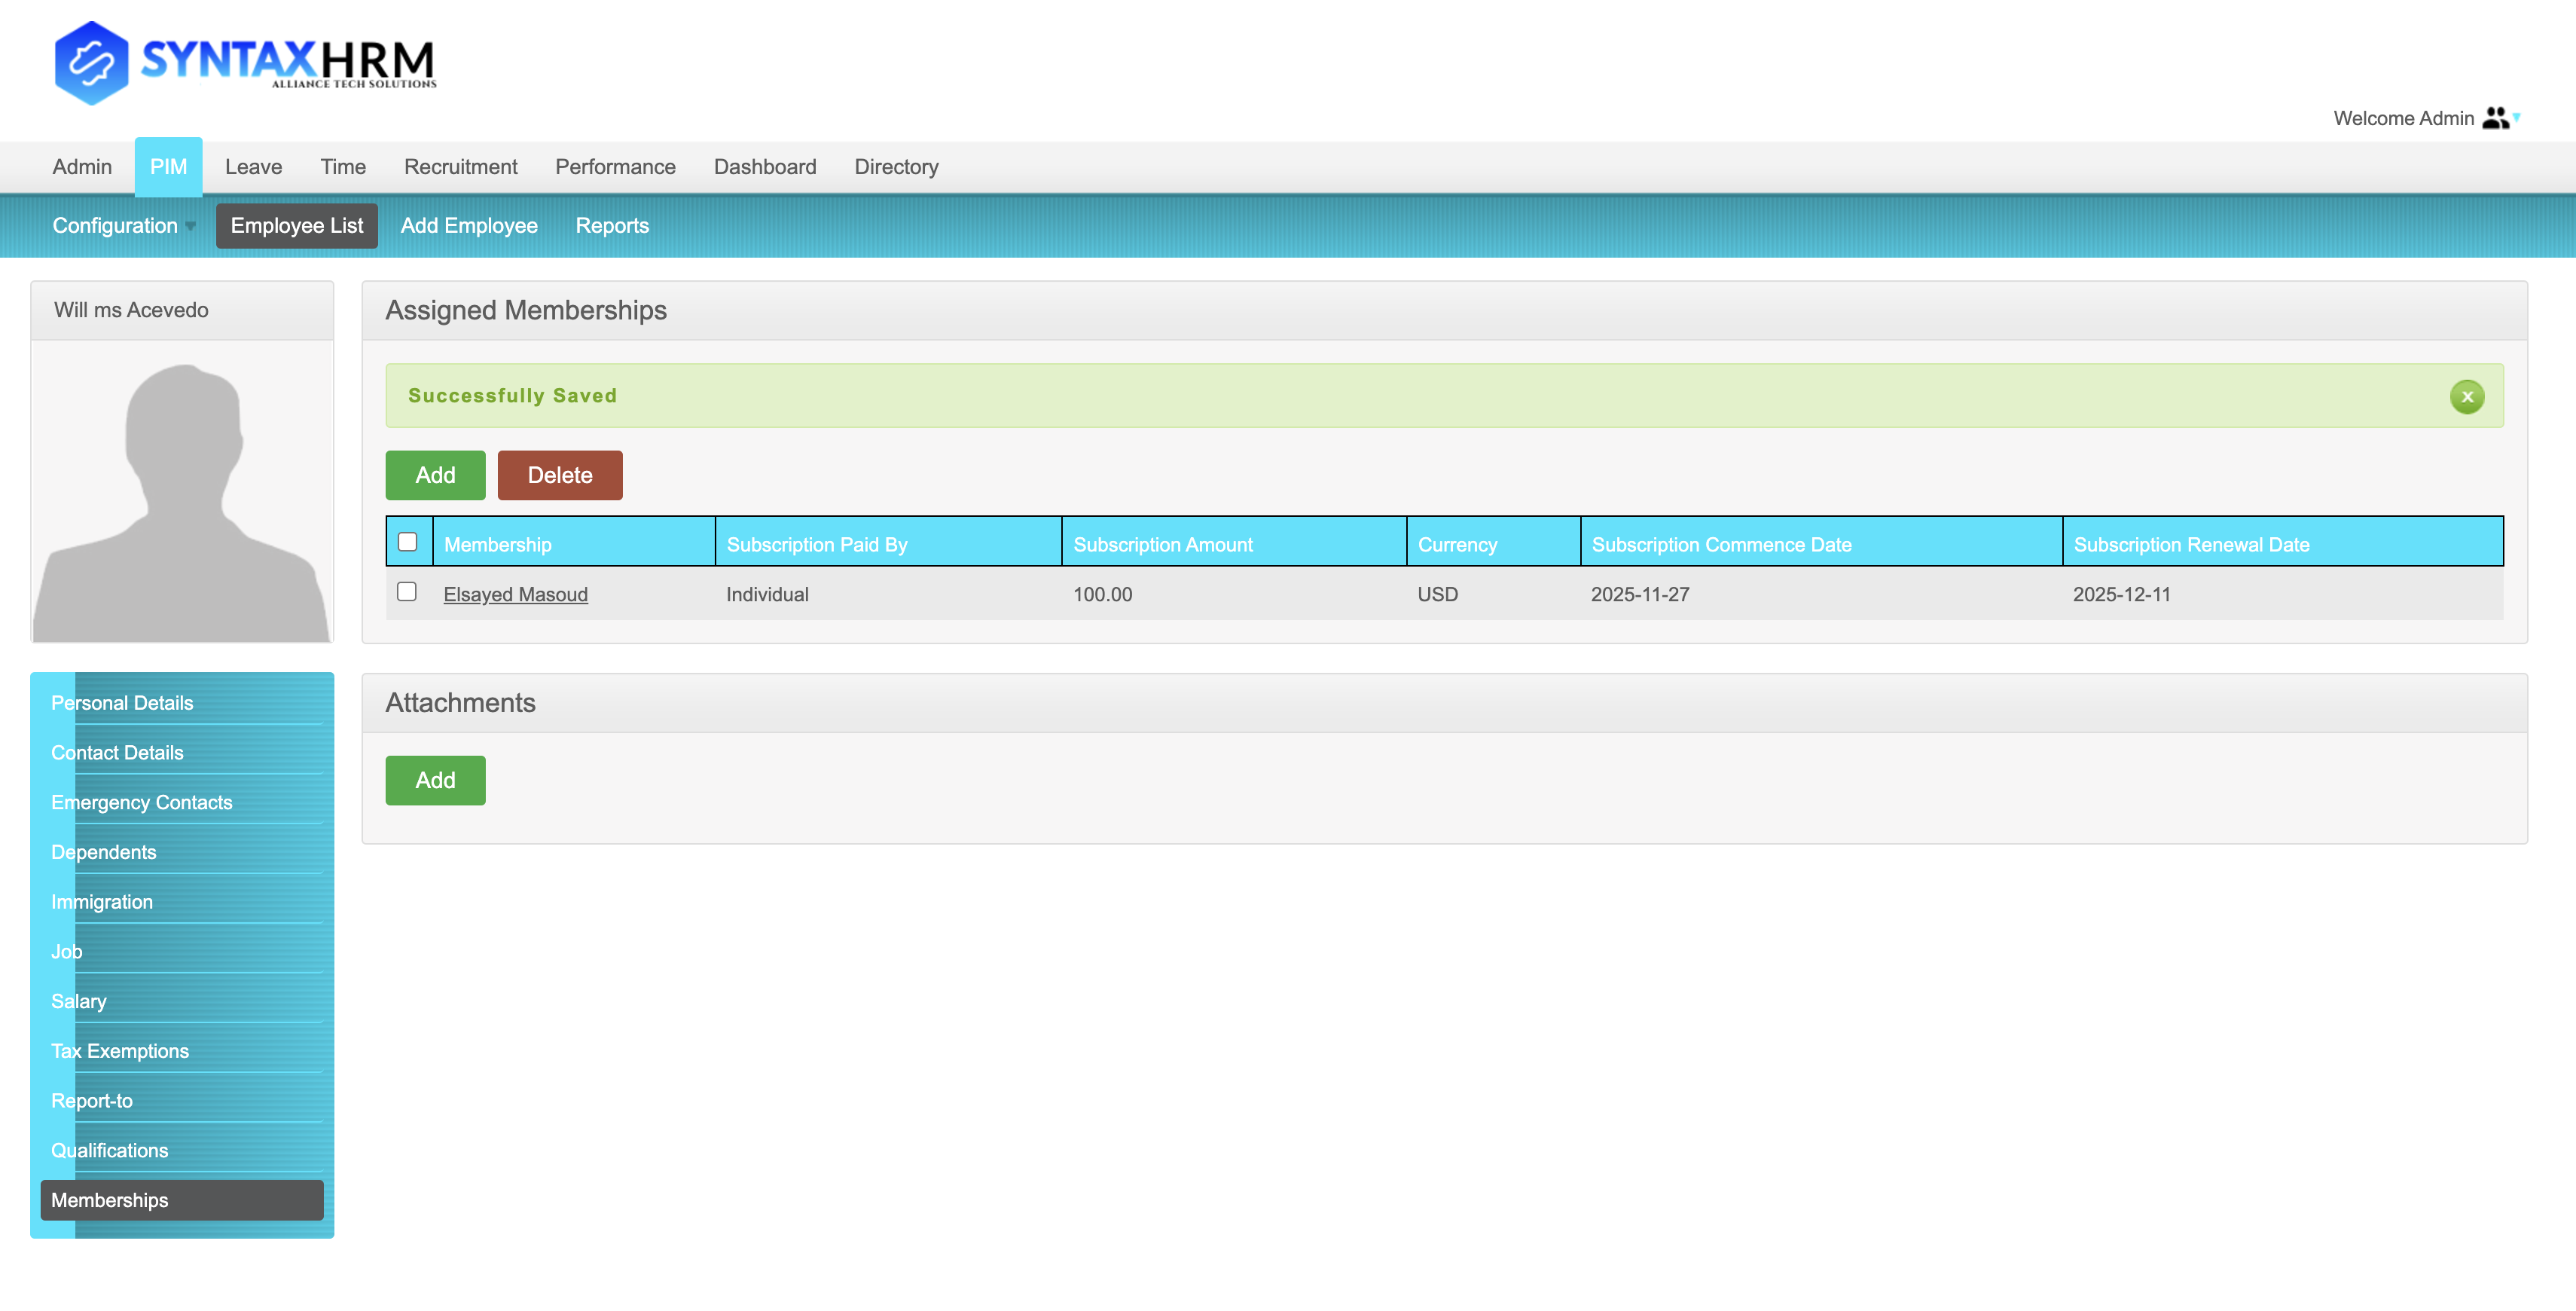 SYNTAXHRM
ALLIANCE TECH SOLUTIONS
Welcome Admin
Admin PIM Leave Time Recruitment Performance Dashboard Directory
Configuration Employee List Add Employee Reports
Will ms Acevedo
Assigned Memberships
Successfully Saved
x
Add Delete
Membership Subscription Paid By Subscription Amount Currency Subscription Commence Date Subscription Renewal Date
Elsayed Masoud Individual 100.00 USD 2025-11-27 2025-12-11
Personal Details
Contact Details
Emergency Contacts
Dependents
Immigration
Job
Salary
Tax Exemptions
Report-to
Qualifications
Memberships
Attachments
Add